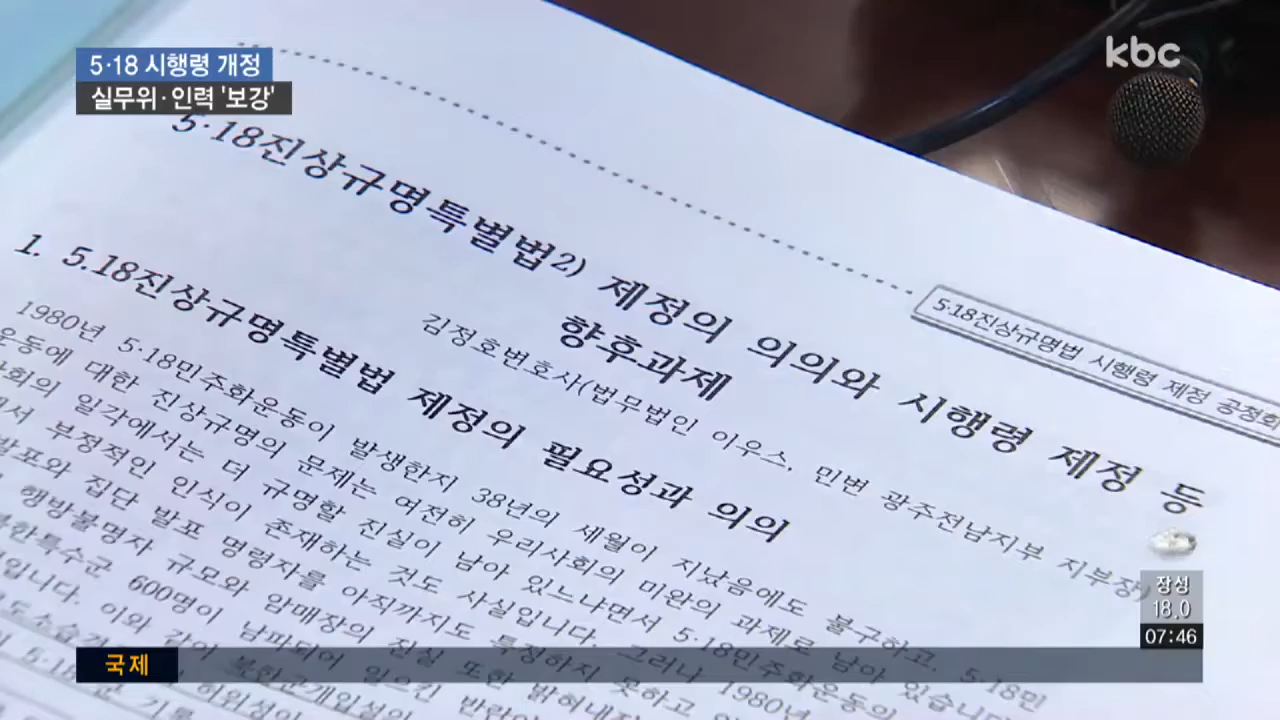 5·18 시행령 개정
실무위·인력 '보강'
kbc
5·18진상규명법 시행령 제정 공청회
5·18진상규명특별법2) 제정의 의의와 시행령 제정 등
향후과제
김정호변호사(법무법인 이우스, 민변 광주전남지부 지부장)
1. 5.18진상규명특별법 제정의 필요성과 의의
1980년 5·18민주화운동이 발생한지 38년의 세월이 지났음에도 불구하고, 5·18민
운동에 대한 진상규명의 문제는 여전히 우리사회의 미완의 과제로 남아 있습니다
사회의 일각에서는 더 규명할 진실이 남아 있느냐면서 5·18민주화운동의
부정적인 인식이 존재하는 것도 사실입니다. 그러나 1980년
발포와 집단 발포 명령자를 아직까지도 특정하지 못하고
행방불명자 규모와 암매장의 진실 또한 밝혀내지
북한특수군 600명이 남파되어 일으킨 반란
입니다. 이와 같이 북한군개입설의
허위성
기록
장성
18.0
07:46
국제